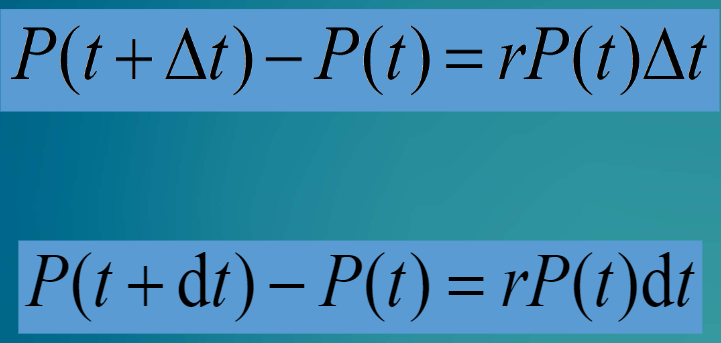 P(t + Δt) − P(t) = rP(t)Δt
P(t + dt) − P(t) = rP(t)dt